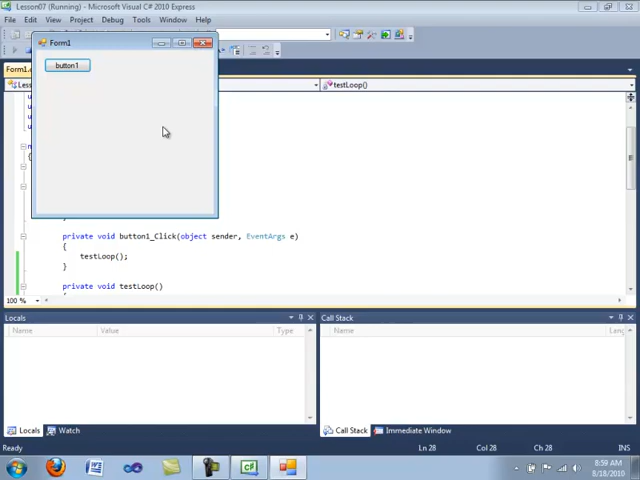 Lesson07 (Running) - Microsoft Visual C# 2010 Express
File Edit View Project Debug Tools Window Help
Form1
button1
Form1.
Less
testLoop()
u
u
u
n
{
private void button1_Click(object sender, EventArgs e)
{
testLoop();
}
private void testLoop()
100 %
Locals
Call Stack
Name Value Type
Name Lang
Locals Watch
Call Stack Immediate Window
Ready Ln 28 Col 28 Ch 28 INS
8:59 AM
8/18/2010